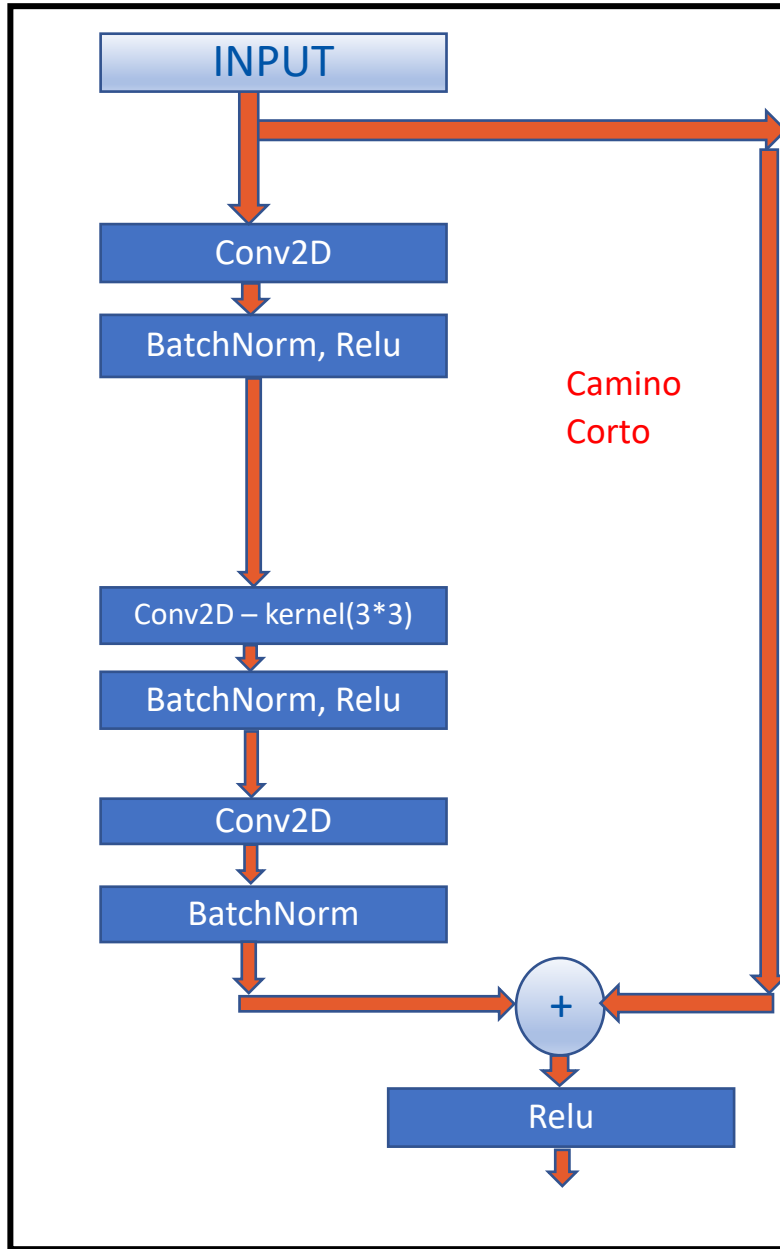 INPUT
Conv2D
BatchNorm, Relu
Camino
Corto
Conv2D – kernel(3*3)
BatchNorm, Relu
Conv2D
BatchNorm
+
Relu